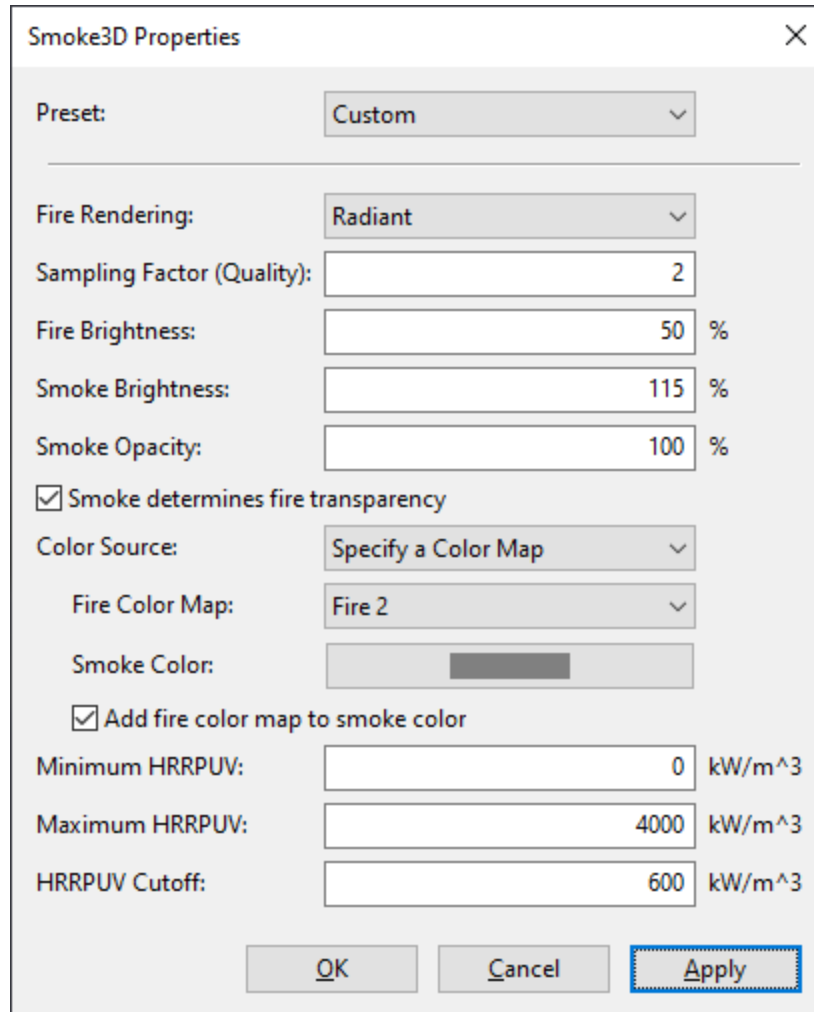 Smoke3D Properties
Preset: Custom
Fire Rendering: Radiant
Sampling Factor (Quality): 2
Fire Brightness: 50 %
Smoke Brightness: 115 %
Smoke Opacity: 100 %
Smoke determines fire transparency
Color Source: Specify a Color Map
Fire Color Map: Fire 2
Smoke Color:
Add fire color map to smoke color
Minimum HRRPUV: 0 kW/m^3
Maximum HRRPUV: 4000 kW/m^3
HRRPUV Cutoff: 600 kW/m^3
OK Cancel Apply